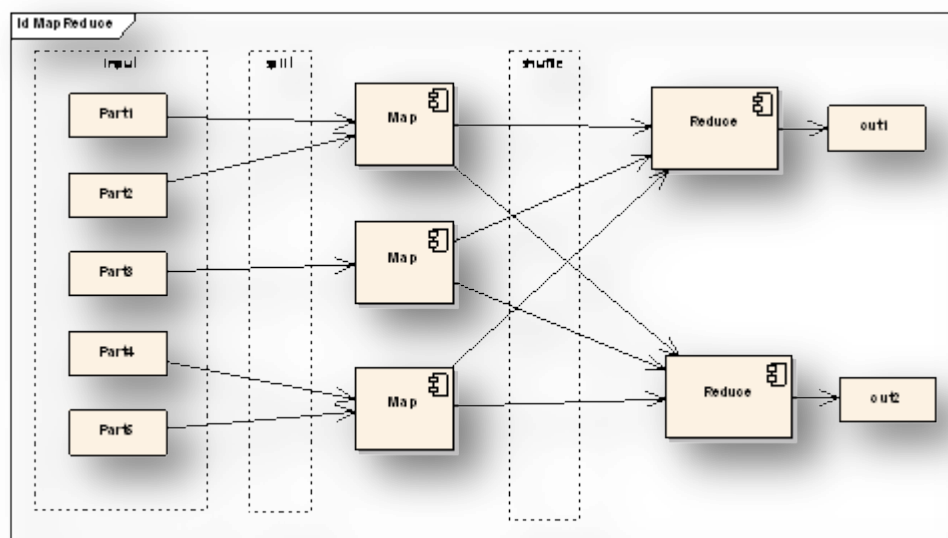 id MapReduce
input
split
shuffle
Part1
Part2
Part3
Part4
Part5
Map
Map
Map
Reduce
Reduce
out1
out2